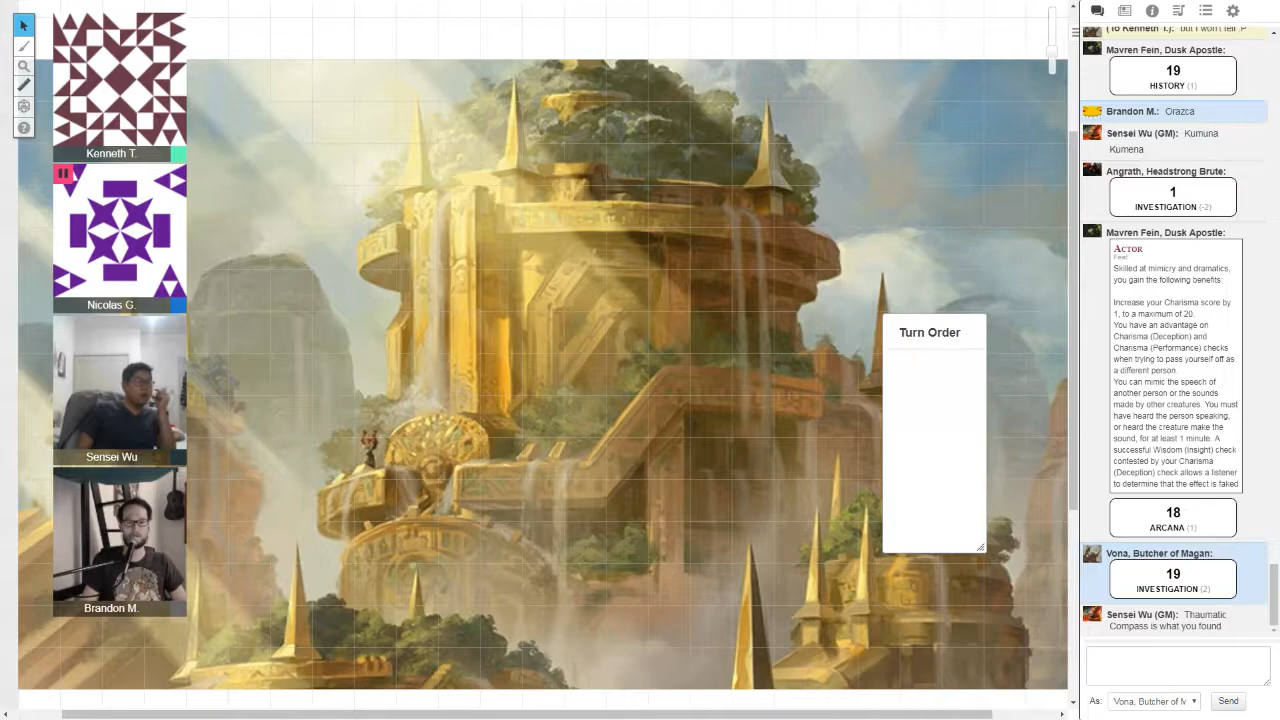 Kenneth T.
Nicolas G.
Sensei Wu
Brandon M.
Turn Order
(To Kenneth T.): but I won't tell :P
Mavren Fein, Dusk Apostle:
19
HISTORY (1)
Brandon M.: Orazca
Sensei Wu (GM): Kumuna
Kumena
Angrath, Headstrong Brute:
1
INVESTIGATION (-2)
Mavren Fein, Dusk Apostle:
ACTOR
Feat
Skilled at mimicry and dramatics,
you gain the following benefits:
Increase your Charisma score by
1, to a maximum of 20.
You have an advantage on
Charisma (Deception) and
Charisma (Performance) checks
when trying to pass yourself off as
a different person.
You can mimic the speech of
another person or the sounds
made by other creatures. You must
have heard the person speaking,
or heard the creature make the
sound, for at least 1 minute. A
successful Wisdom (Insight) check
contested by your Charisma
(Deception) check allows a listener
to determine that the effect is faked
18
ARCANA (1)
Vona, Butcher of Magan:
19
INVESTIGATION (2)
Sensei Wu (GM): Thaumatic
Compass is what you found
As: Vona, Butcher of M
Send